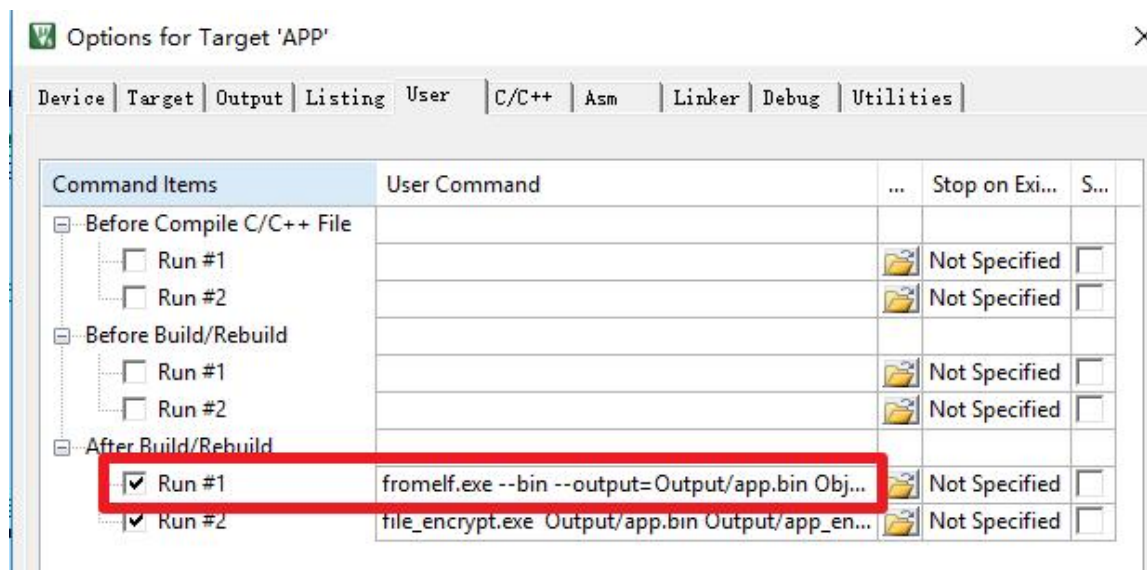 Options for Target 'APP'
Device Target Output Listing User C/C++ Asm Linker Debug Utilities
Command Items User Command ... Stop on Exi... S...
Before Compile C/C++ File
Run #1 Not Specified
Run #2 Not Specified
Before Build/Rebuild
Run #1 Not Specified
Run #2 Not Specified
After Build/Rebuild
Run #1 fromelf.exe --bin --output=Output/app.bin Obj... Not Specified
Run #2 file_encrypt.exe Output/app.bin Output/app_en... Not Specified